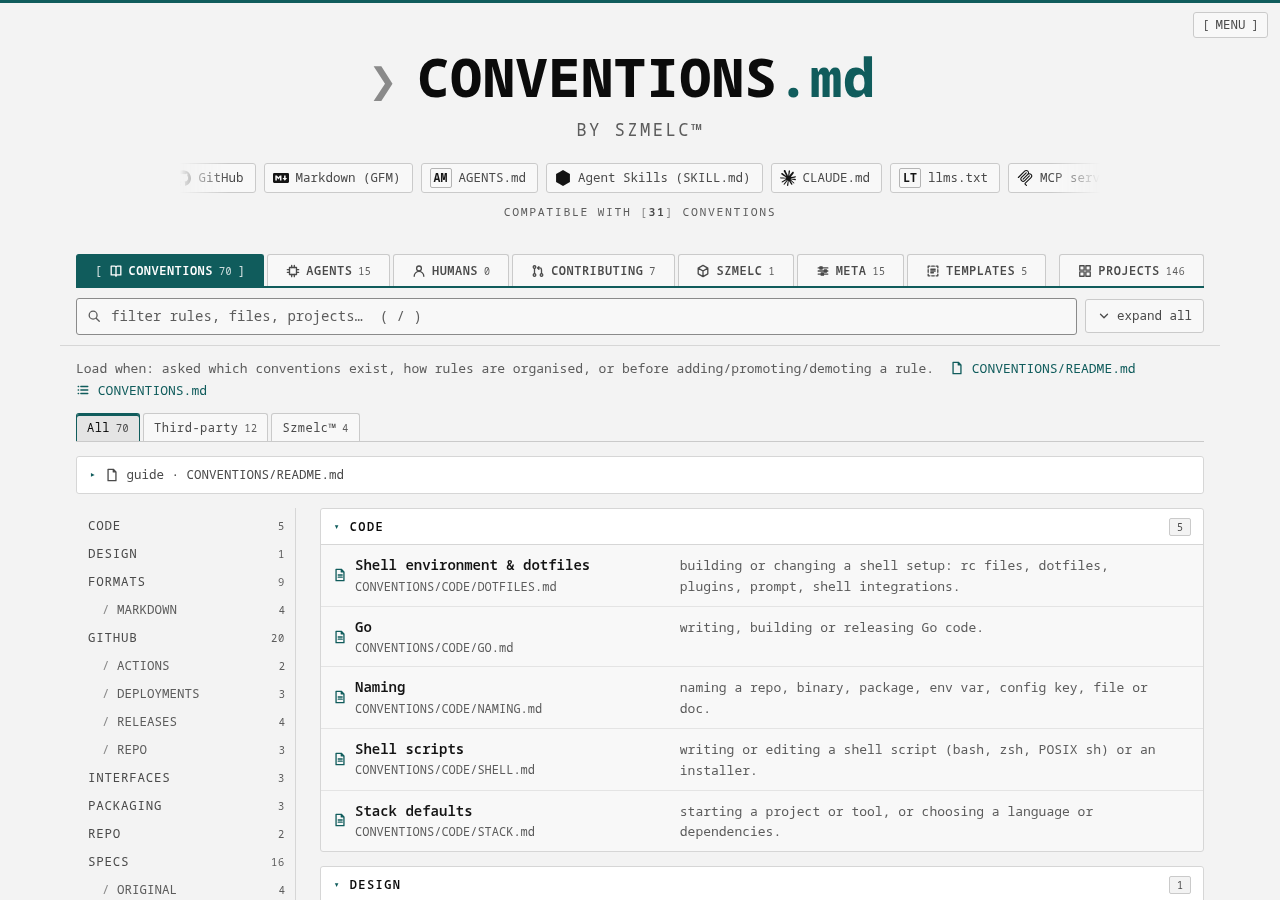 [ MENU ]
❯ CONVENTIONS.md
BY SZMELC™
GitHub
Markdown (GFM)
AM AGENTS.md
Agent Skills (SKILL.md)
CLAUDE.md
LT llms.txt
MCP serv
COMPATIBLE WITH [31] CONVENTIONS
[ CONVENTIONS 70 ]
AGENTS 15
HUMANS 0
CONTRIBUTING 7
SZMELC 1
META 15
TEMPLATES 5
PROJECTS 146
filter rules, files, projects… ( / )
expand all
Load when: asked which conventions exist, how rules are organised, or before adding/promoting/demoting a rule. CONVENTIONS/README.md
CONVENTIONS.md
All 70
Third-party 12
Szmelc™ 4
guide · CONVENTIONS/README.md
CODE 5
DESIGN 1
FORMATS 9
/ MARKDOWN 4
GITHUB 20
/ ACTIONS 2
/ DEPLOYMENTS 3
/ RELEASES 4
/ REPO 3
INTERFACES 3
PACKAGING 3
REPO 2
SPECS 16
/ ORIGINAL 4
CODE 5
Shell environment & dotfiles
CONVENTIONS/CODE/DOTFILES.md
building or changing a shell setup: rc files, dotfiles,
plugins, prompt, shell integrations.
Go
CONVENTIONS/CODE/GO.md
writing, building or releasing Go code.
Naming
CONVENTIONS/CODE/NAMING.md
naming a repo, binary, package, env var, config key, file or
doc.
Shell scripts
CONVENTIONS/CODE/SHELL.md
writing or editing a shell script (bash, zsh, POSIX sh) or an
installer.
Stack defaults
CONVENTIONS/CODE/STACK.md
starting a project or tool, or choosing a language or
dependencies.
DESIGN 1